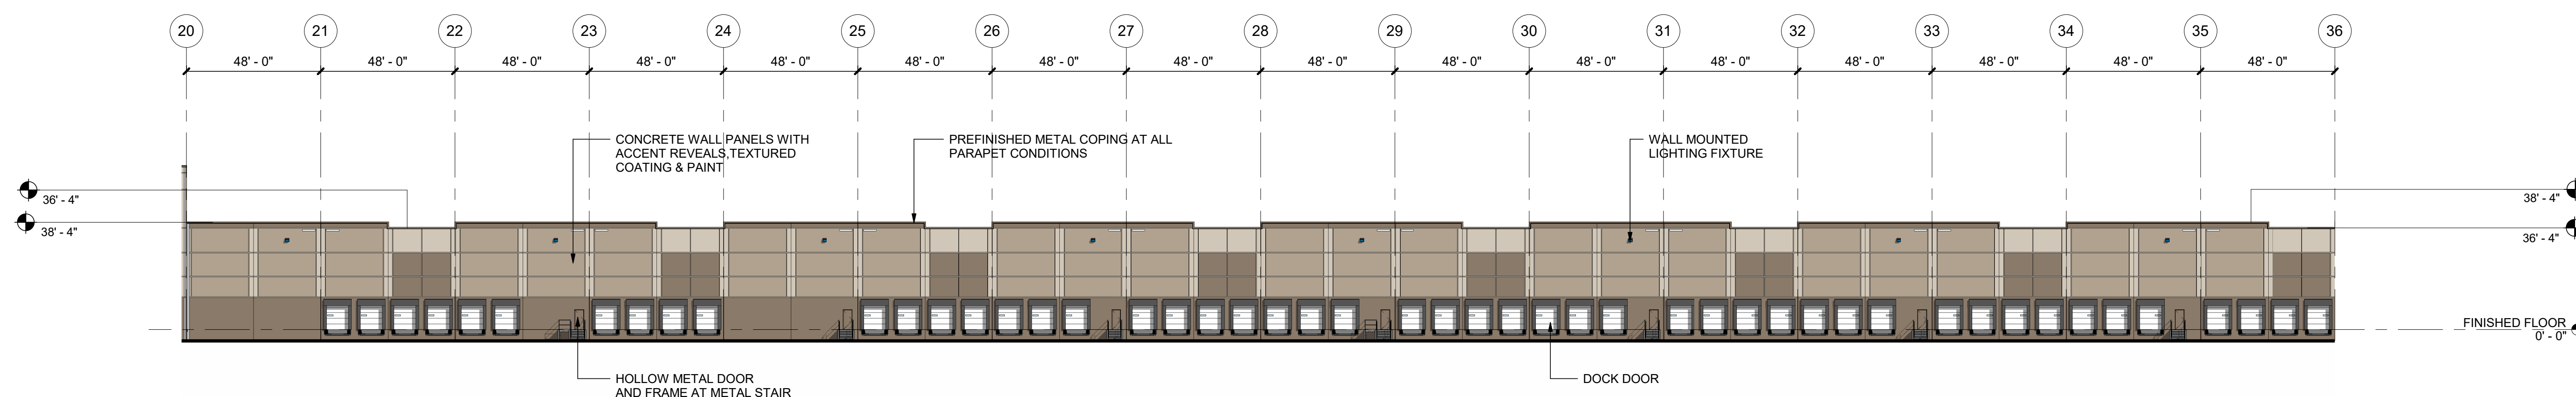 20 21 22 23 24 25 26 27 28 29 30 31 32 33 34 35 36
48' - 0" 48' - 0" 48' - 0" 48' - 0" 48' - 0" 48' - 0" 48' - 0" 48' - 0" 48' - 0" 48' - 0" 48' - 0" 48' - 0" 48' - 0" 48' - 0" 48' - 0" 48' - 0"
CONCRETE WALL PANELS WITH
ACCENT REVEALS,TEXTURED
COATING & PAINT
PREFINISHED METAL COPING AT ALL
PARAPET CONDITIONS
WALL MOUNTED
LIGHTING FIXTURE
36' - 4"
38' - 4"
38' - 4"
36' - 4"
FINISHED FLOOR
0' - 0"
HOLLOW METAL DOOR
AND FRAME AT METAL STAIR
DOCK DOOR